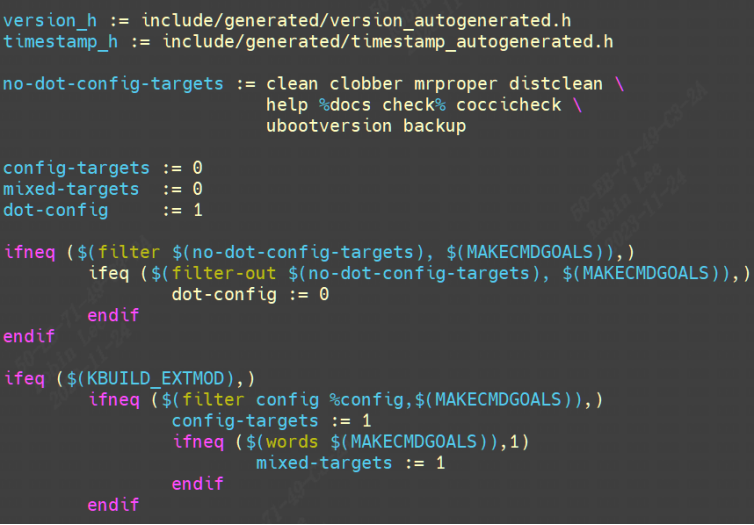 version_h := include/generated/version_autogenerated.h
timestamp_h := include/generated/timestamp_autogenerated.h
no-dot-config-targets := clean clobber mrproper distclean \
help %docs check% coccicheck \
ubootversion backup
config-targets := 0
mixed-targets := 0
dot-config := 1
ifneq ($(filter $(no-dot-config-targets), $(MAKECMDGOALS)),)
ifeq ($(filter-out $(no-dot-config-targets), $(MAKECMDGOALS)),)
dot-config := 0
endif
endif
ifeq ($(KBUILD_EXTMOD),)
ifneq ($(filter config %config,$(MAKECMDGOALS)),)
config-targets := 1
ifneq ($(words $(MAKECMDGOALS)),1)
mixed-targets := 1
endif
endif